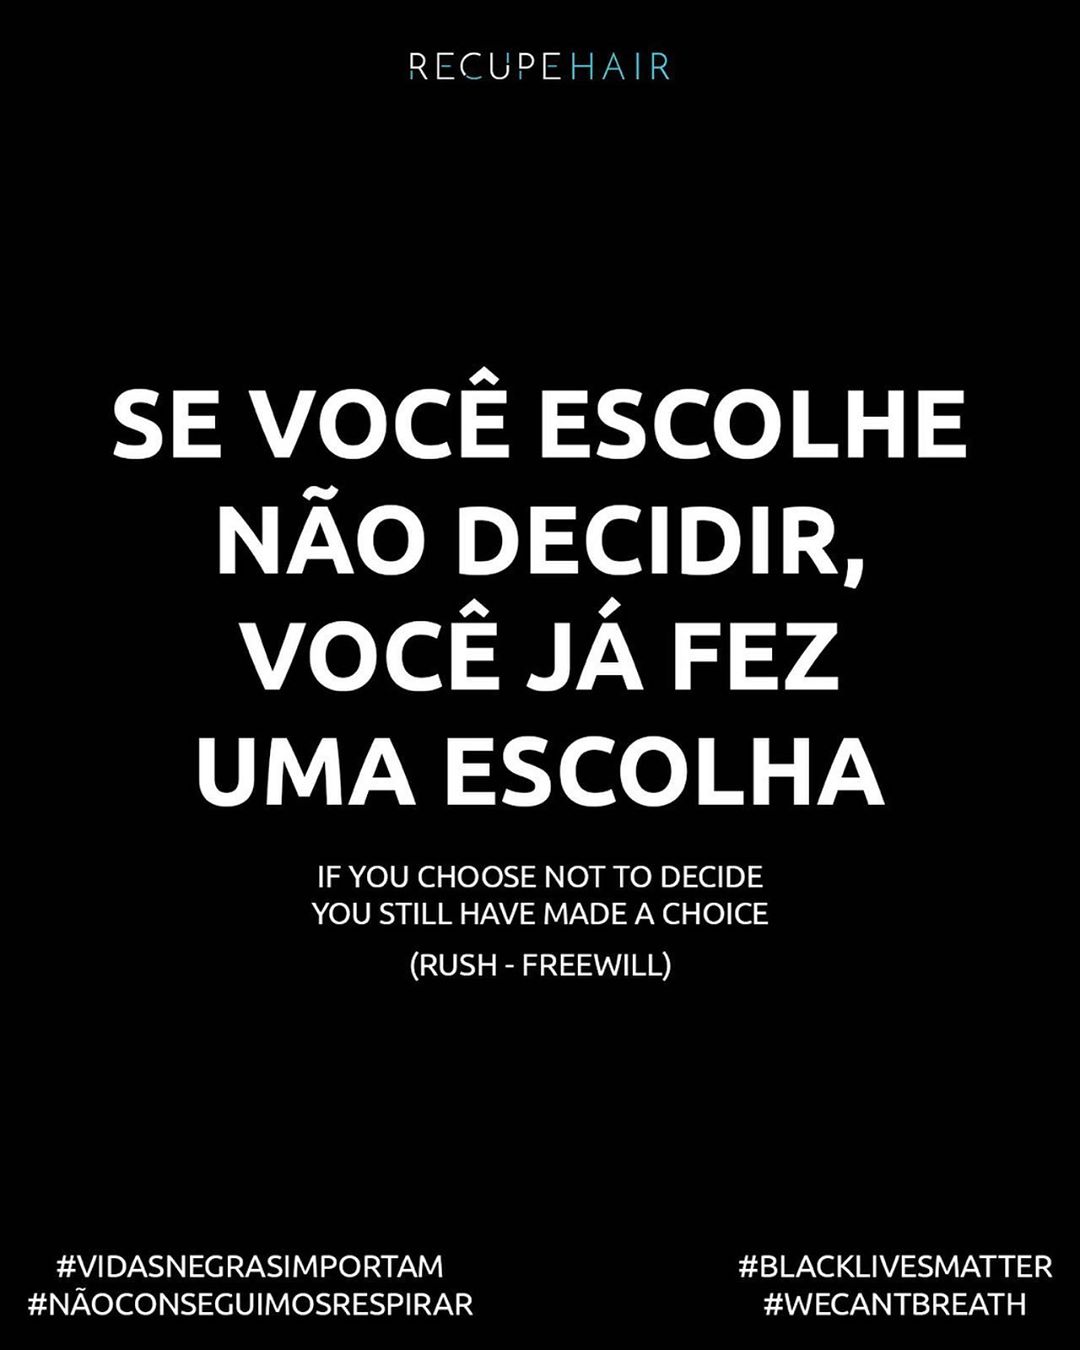 RECUPEHAIR
SE VOCÊ ESCOLHE
NÃO DECIDIR,
VOCÊ JÁ FEZ
UMA ESCOLHA
IF YOU CHOOSE NOT TO DECIDE
YOU STILL HAVE MADE A CHOICE
(RUSH - FREEWILL)
#VIDASNEGRASIMPORTAM
#NÃOCONSEGUIMOSRESPIRAR
#BLACKLIVESMATTER
#WECANTBREATH